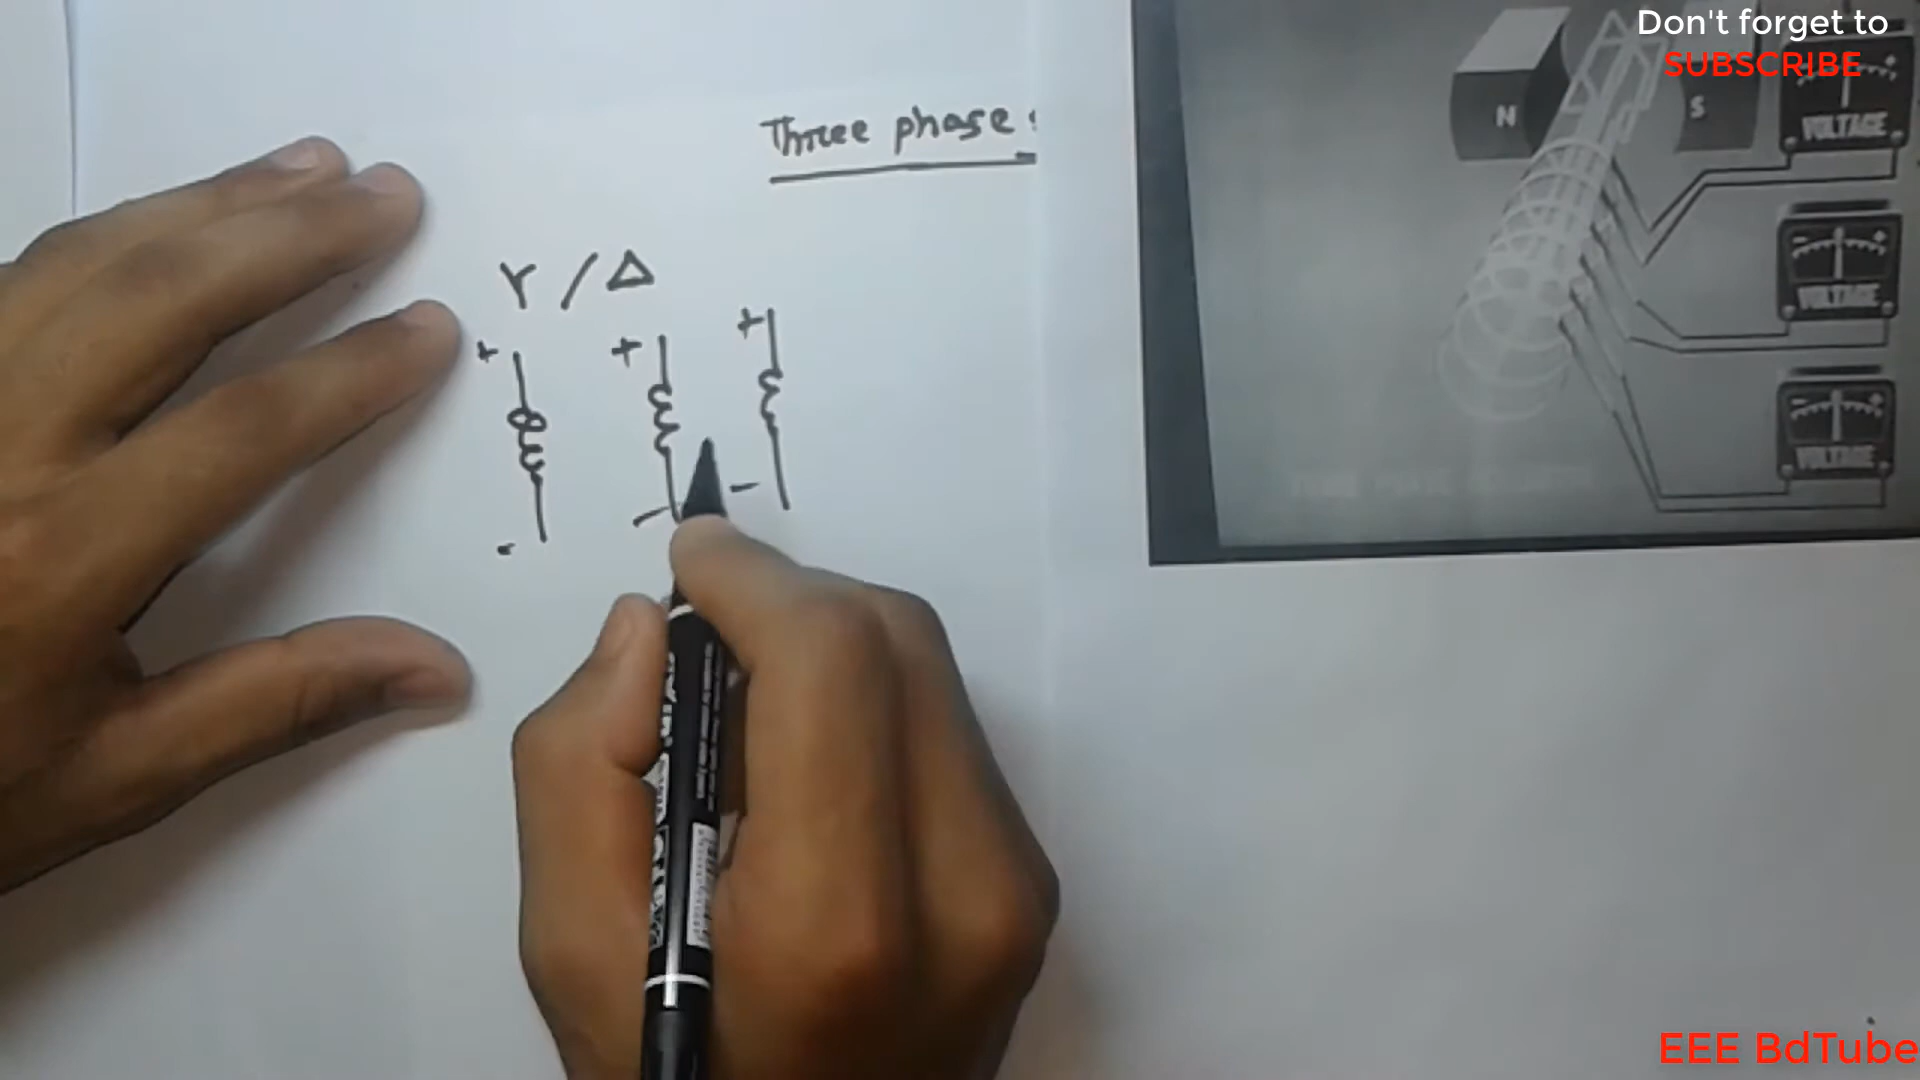 Don't forget to
SUBSCRIBE
Three phase :
Y / Δ
+ + +
- - -
N S
- +
VOLTAGE
- +
VOLTAGE
- +
VOLTAGE
EEE BdTube